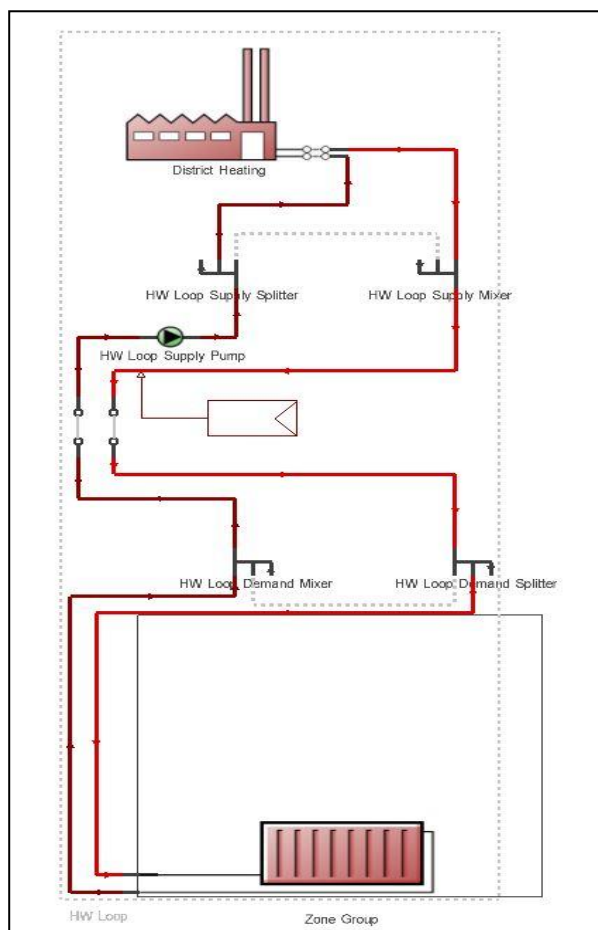 District Heating
HW Loop Supply Splitter
HW Loop Supply Mixer
HW Loop Supply Pump
HW Loop Demand Mixer
HW Loop Demand Splitter
HW Loop
Zone Group